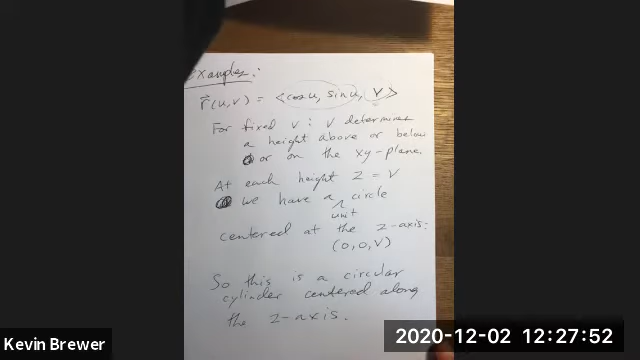 Examples:
r⃗(u,v) = <cosu, sinu, v>
For fixed v : v determines
a height above or below
or on the xy-plane.
At each height z = v
we have a circle
unit
centered at the z-axis:
(0,0,v)
So this is a circular
cylinder centered along
the z-axis.
Kevin Brewer
2020-12-02 12:27:52